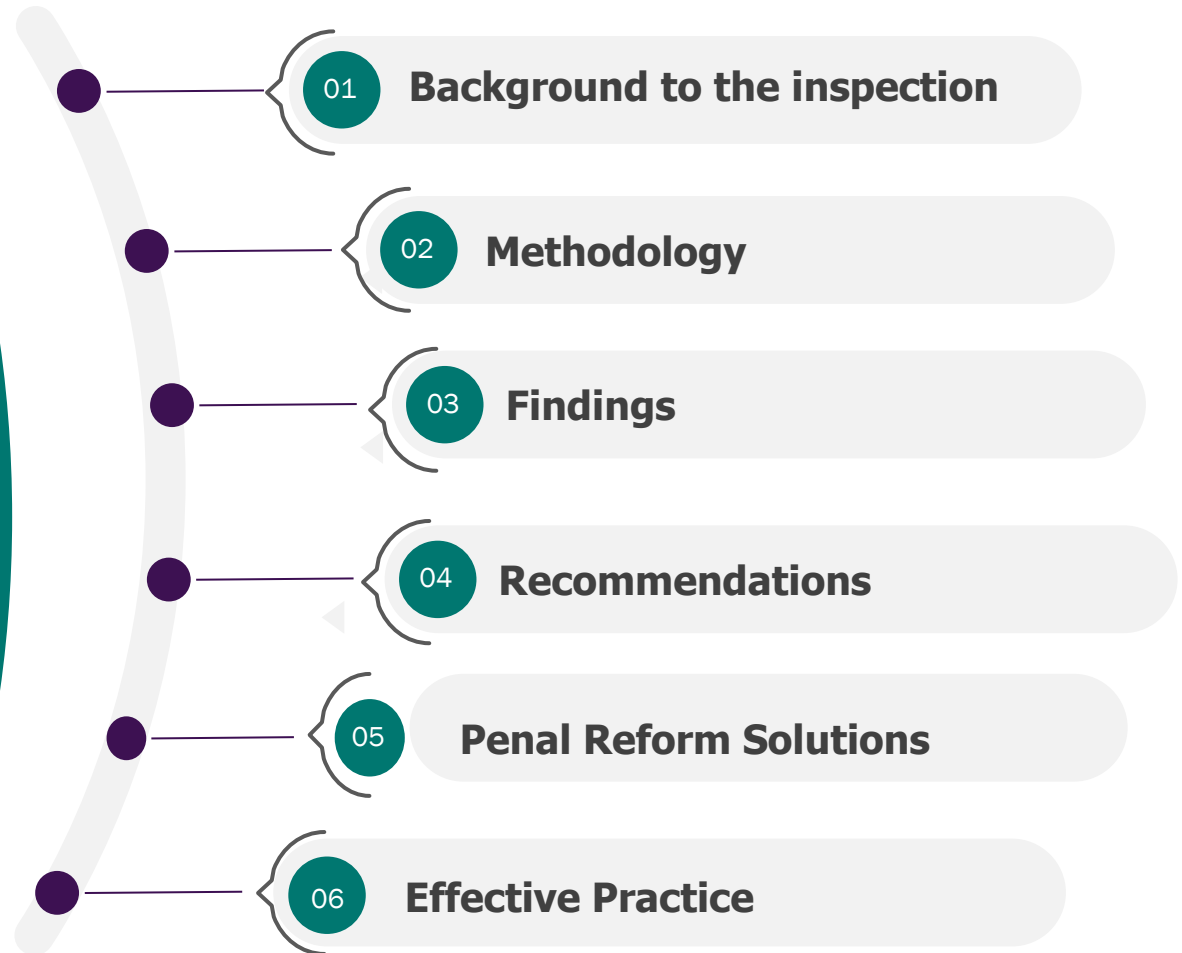 01 Background to the inspection
02 Methodology
03 Findings
04 Recommendations
05 Penal Reform Solutions
06 Effective Practice